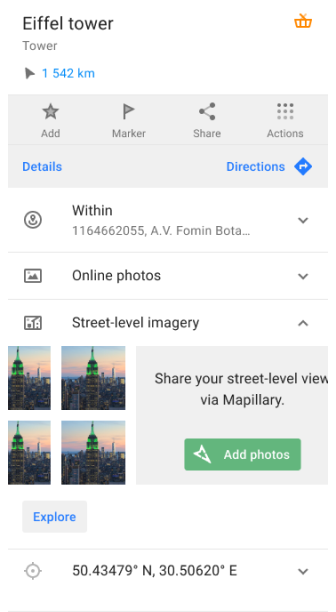 Eiffel tower
Tower
1 542 km
Add
Marker
Share
Actions
Details
Directions
Within
1164662055, A.V. Fomin Bota...
Online photos
Street-level imagery
Share your street-level view
via Mapillary.
Add photos
Explore
50.43479° N, 30.50620° E